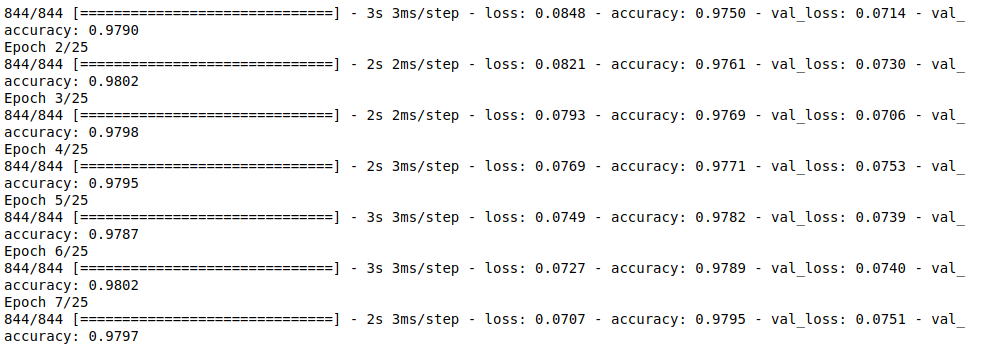 844/844 [==============================] - 3s 3ms/step - loss: 0.0848 - accuracy: 0.9750 - val_loss: 0.0714 - val_
accuracy: 0.9790
Epoch 2/25
844/844 [==============================] - 2s 2ms/step - loss: 0.0821 - accuracy: 0.9761 - val_loss: 0.0730 - val_
accuracy: 0.9802
Epoch 3/25
844/844 [==============================] - 2s 2ms/step - loss: 0.0793 - accuracy: 0.9769 - val_loss: 0.0706 - val_
accuracy: 0.9798
Epoch 4/25
844/844 [==============================] - 2s 3ms/step - loss: 0.0769 - accuracy: 0.9771 - val_loss: 0.0753 - val_
accuracy: 0.9795
Epoch 5/25
844/844 [==============================] - 3s 3ms/step - loss: 0.0749 - accuracy: 0.9782 - val_loss: 0.0739 - val_
accuracy: 0.9787
Epoch 6/25
844/844 [==============================] - 3s 3ms/step - loss: 0.0727 - accuracy: 0.9789 - val_loss: 0.0740 - val_
accuracy: 0.9802
Epoch 7/25
844/844 [==============================] - 2s 3ms/step - loss: 0.0707 - accuracy: 0.9795 - val_loss: 0.0751 - val_
accuracy: 0.9797